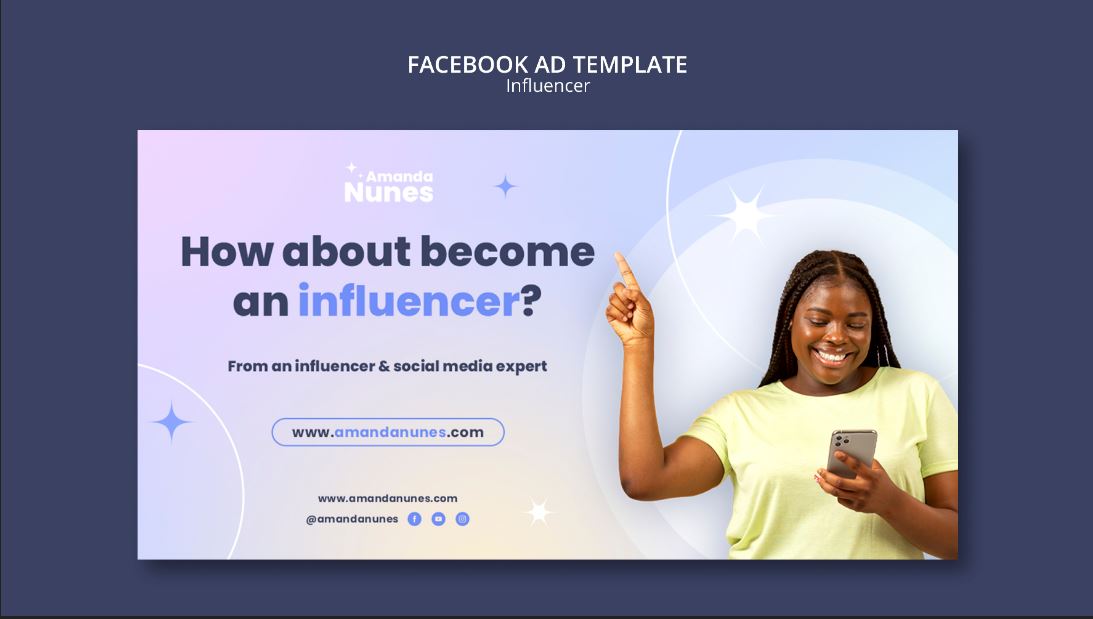 FACEBOOK AD TEMPLATE
Influencer
Amanda
Nunes
How about become
an influencer?
From an influencer & social media expert
www.amandanunes.com
www.amandanunes.com
@amandanunes